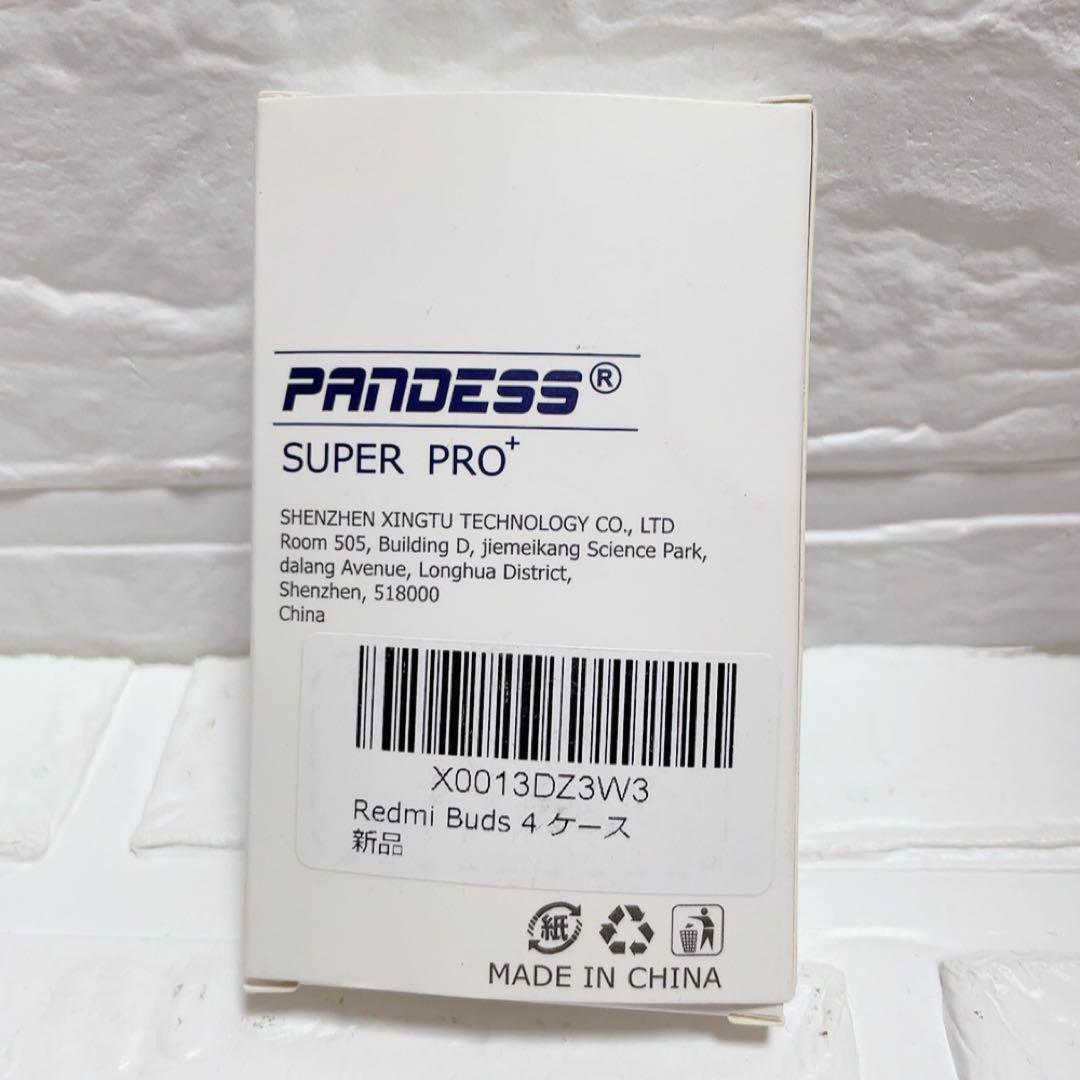 PANDESS®
SUPER PRO+
SHENZHEN XINGTU TECHNOLOGY CO., LTD
Room 505, Building D, jiemeikang Science Park,
dalang Avenue, Longhua District,
Shenzhen, 518000
China
X0013DZ3W3
Redmi Buds 4 ケース
新品
紙
MADE IN CHINA